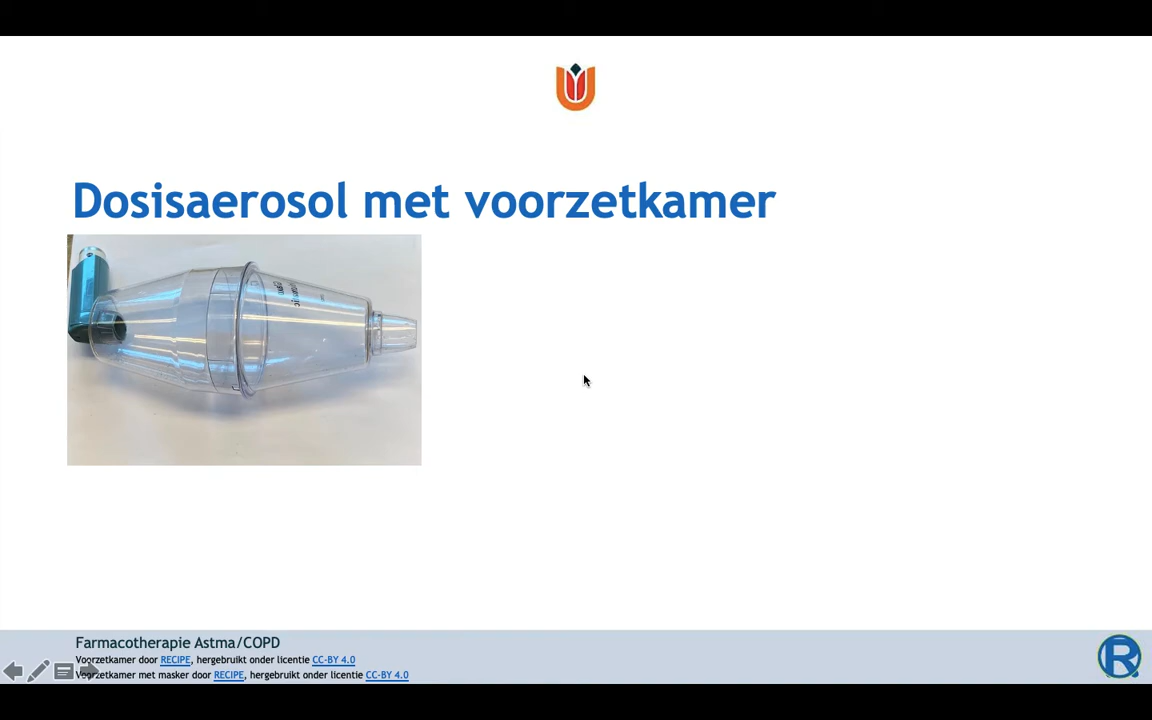 Dosisaerosol met voorzetkamer
Farmacotherapie Astma/COPD
Voorzetkamer door RECIPE, hergebruikt onder licentie CC-BY 4.0
Voorzetkamer met masker door RECIPE, hergebruikt onder licentie CC-BY 4.0
R